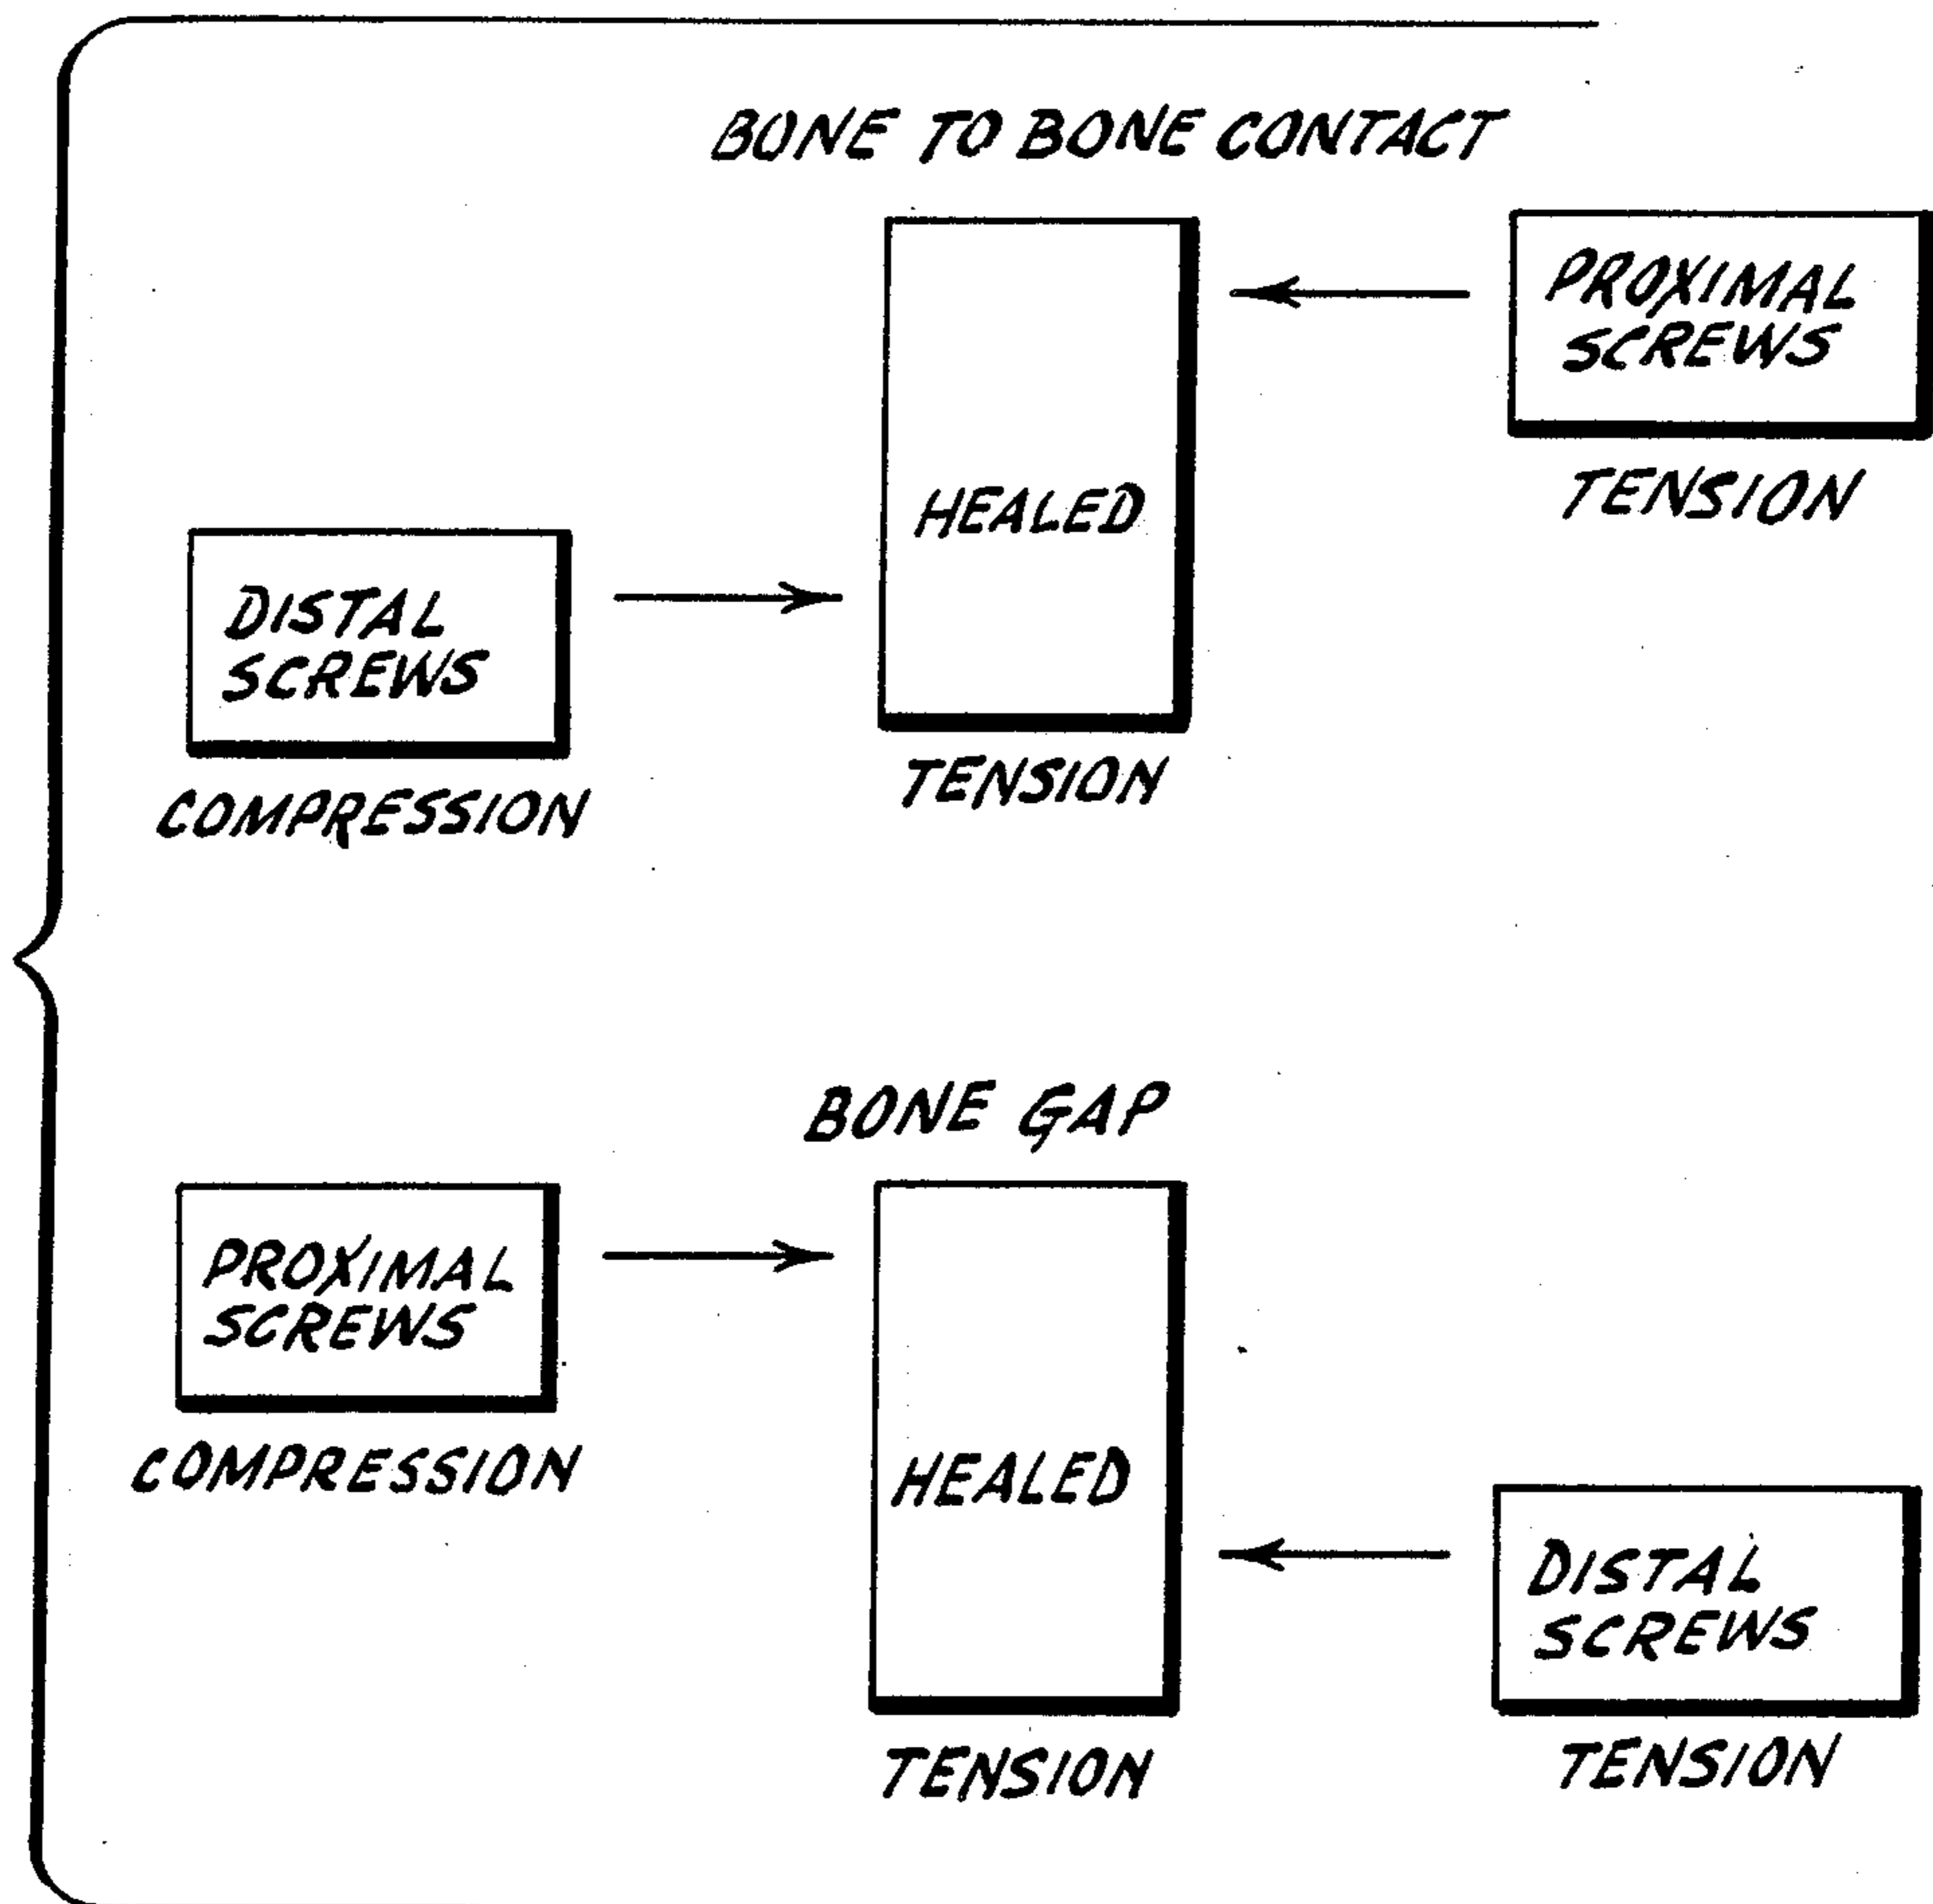 BONE TO BONE CONTACT
PROXIMAL
SCREWS
TENSION
HEALED
DISTAL
SCREWS
TENSION
COMPRESSION
BONE GAP
PROXIMAL
SCREWS
COMPRESSION
HEALED
DISTAL
SCREWS
TENSION
TENSION